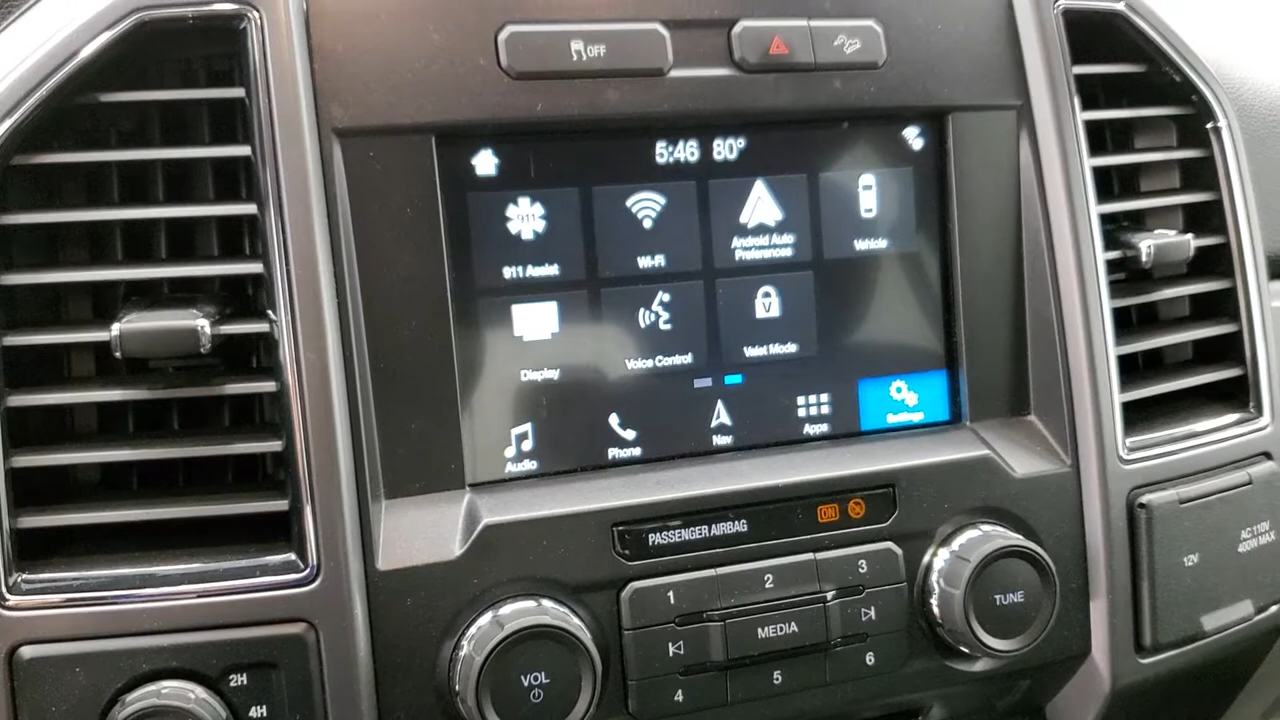 OFF
5:46 80°
911
911 Assist
Wi-Fi
Android Auto
Preferences
Vehicle
Display
Voice Control
V
Valet Mode
Audio
Phone
Nav
Apps
Settings
PASSENGER AIRBAG
ON
1
2
3
MEDIA
4
5
6
VOL
TUNE
12V
AC 110V
400W MAX
2H
4H